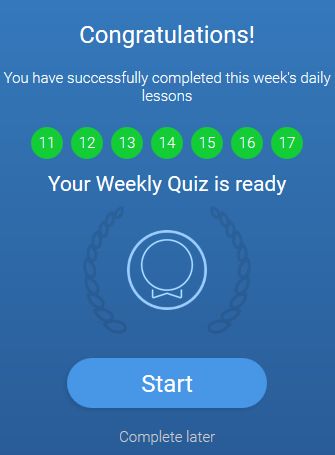 Congratulations!
You have successfully completed this week's daily
lessons
11 12 13 14 15 16 17
Your Weekly Quiz is ready
Start
Complete later